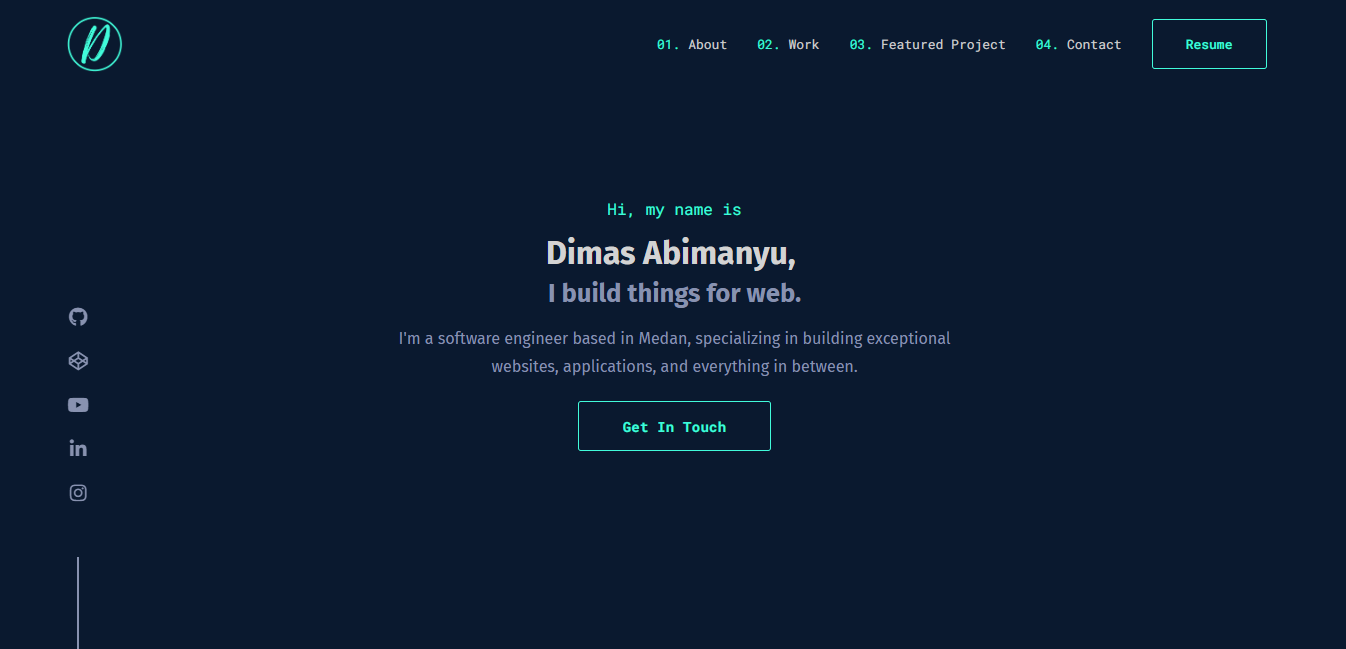 D
01. About 02. Work 03. Featured Project 04. Contact Resume
Hi, my name is
Dimas Abimanyu,
I build things for web.
I'm a software engineer based in Medan, specializing in building exceptional
websites, applications, and everything in between.
in
Get In Touch